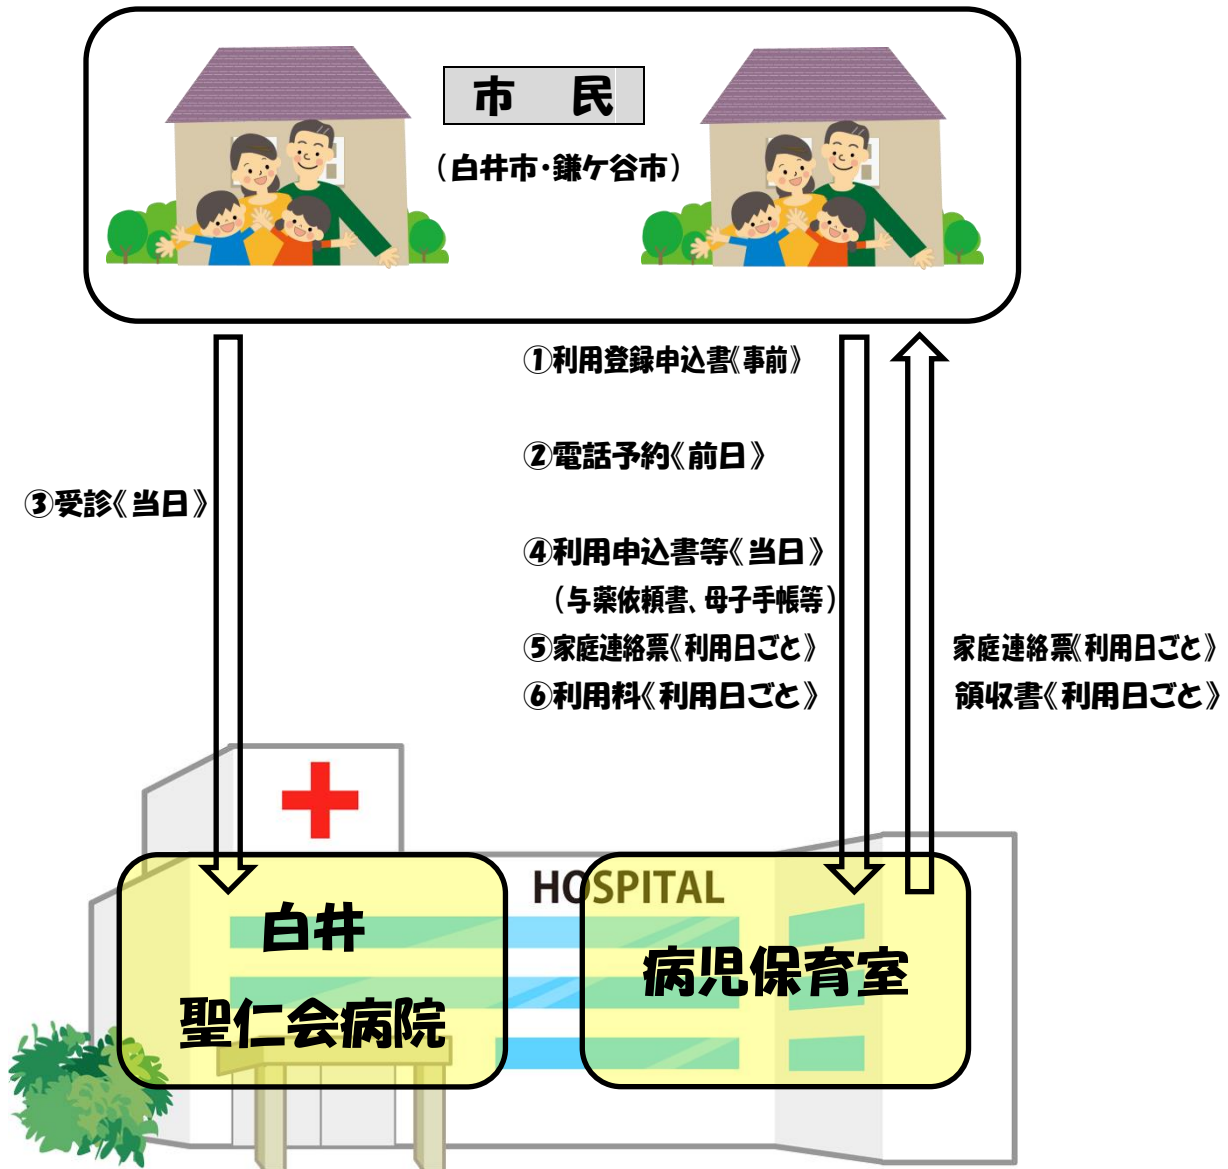 市　民
（白井市・鎌ケ谷市）
①利用登録申込書《事前》
②電話予約《前日》
③受診《当日》
④利用申込書等《当日》
（与薬依頼書、母子手帳等）
⑤家庭連絡票《利用日ごと》
⑥利用料《利用日ごと》
家庭連絡票《利用日ごと》
領収書《利用日ごと》
HOSPITAL
白井
聖仁会病院
病児保育室